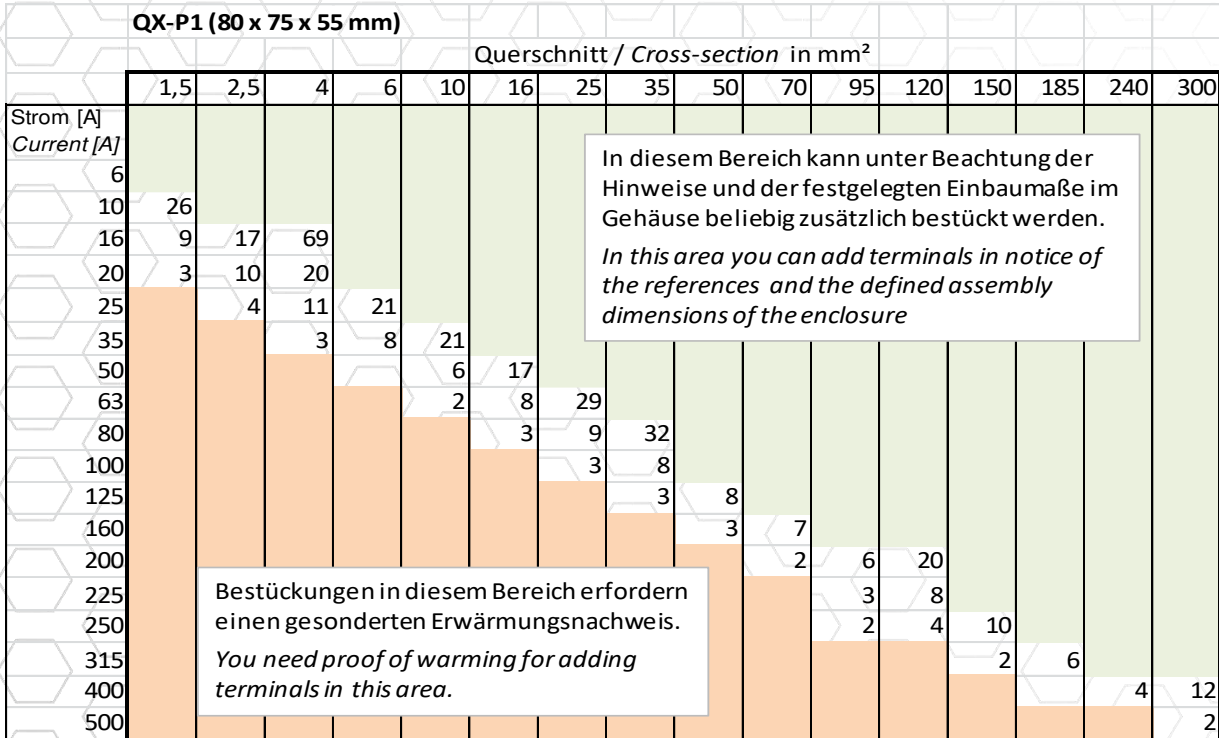 QX-P1 (80 x 75 x 55 mm)
Querschnitt / Cross-section in mm²
1,5 2,5 4 6 10 16 25 35 50 70 95 120 150 185 240 300
Strom [A]
Current [A]
6
10 26
16 9 17 69
20 3 10 20
25 4 11 21
35 3 8 21
50 6 17
63 2 8 29
80 3 9 32
100 3 8
125 3 8
160 3 7
200 2 6 20
225 3 8
250 2 4 10
315 2 6
400 4 12
500 2
In diesem Bereich kann unter Beachtung der
Hinweise und der festgelegten Einbaumaße im
Gehäuse beliebig zusätzlich bestückt werden.
In this area you can add terminals in notice of
the references and the defined assembly
dimensions of the enclosure
Bestückungen in diesem Bereich erfordern
einen gesonderten Erwärmungsnachweis.
You need proof of warming for adding
terminals in this area.